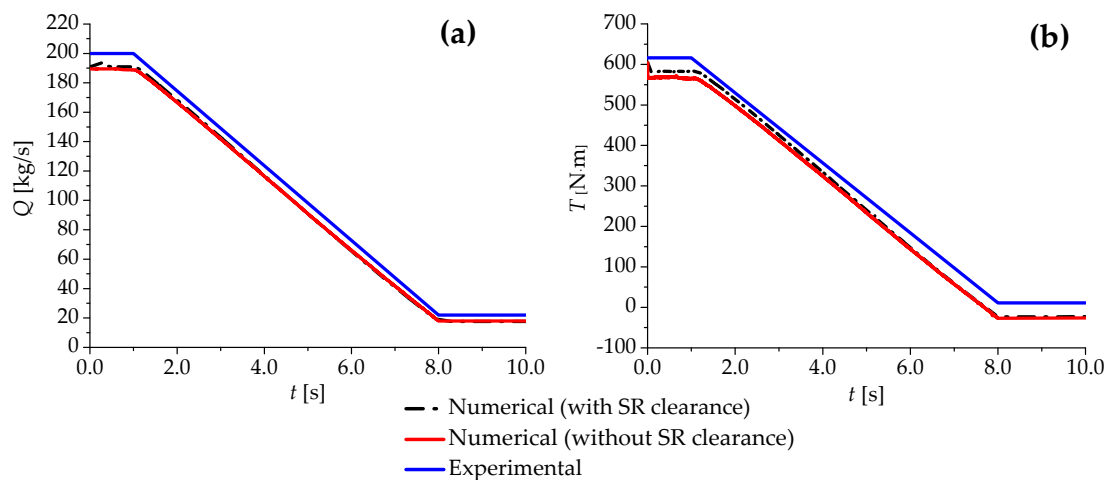 (a)
220
200
180
160
140
120
100
80
60
40
20
0
Q [kg/s]
0.0 2.0 4.0 6.0 8.0 10.0
t [s]
(b)
600
500
400
300
200
100
0
-100
T [N·m]
0.0 2.0 4.0 6.0 8.0 10.0
t [s]
Numerical (with SR clearance)
Numerical (without SR clearance)
Experimental